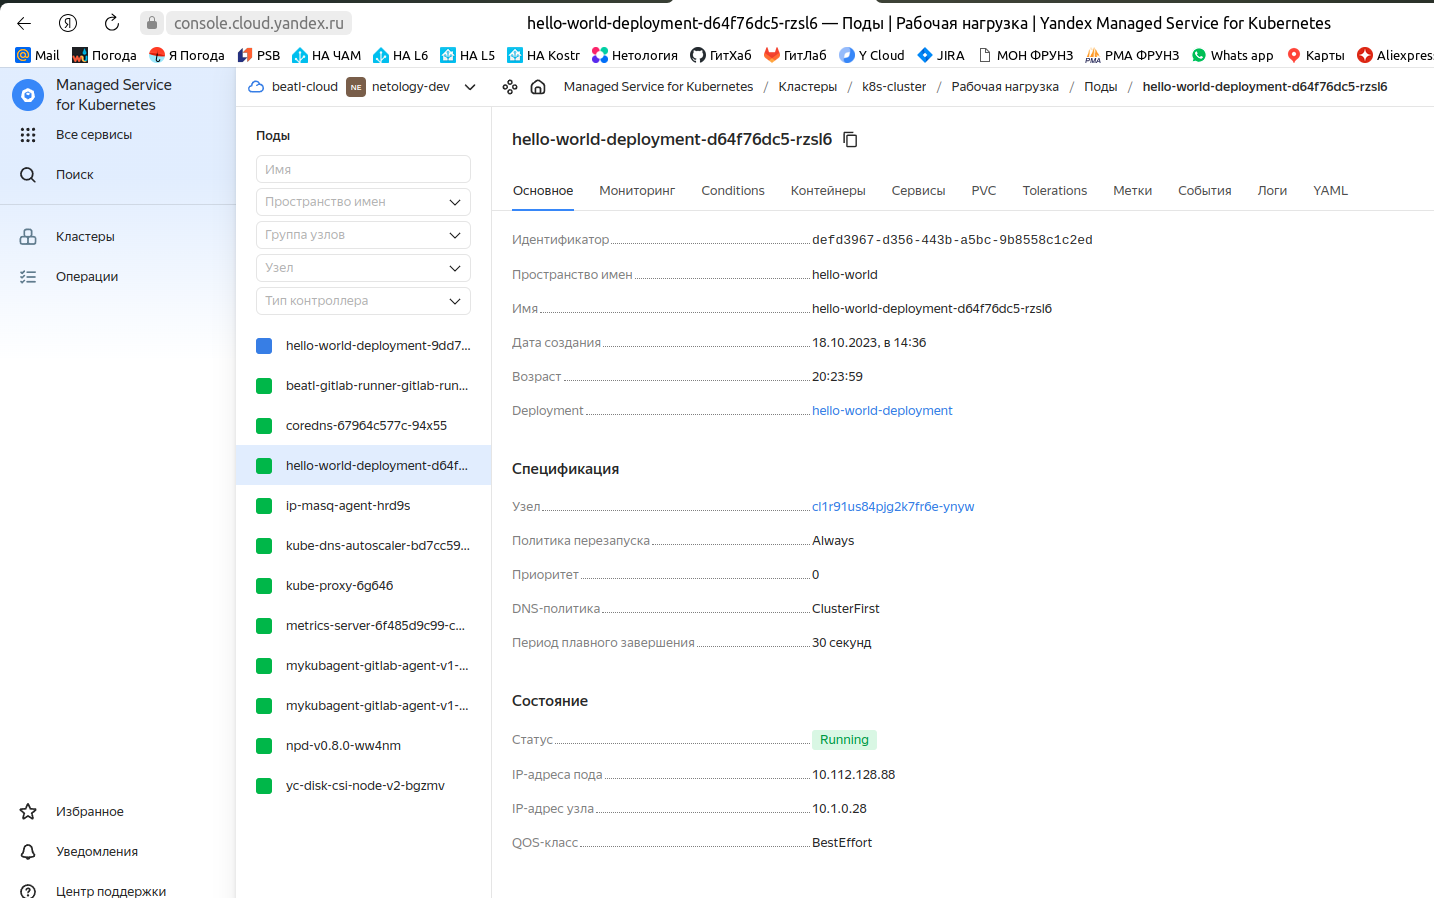 console.cloud.yandex.ru
hello-world-deployment-d64f76dc5-rzsl6 — Поды | Рабочая нагрузка | Yandex Managed Service for Kubernetes
Mail Погода Я Погода PSB НА ЧАМ НА L6 НА L5 НА Kostr Нетология ГитХаб ГитЛаб Y Cloud JIRA МОН ФРУНЗ РМА ФРУНЗ Whats app Карты Aliexpres
Managed Service
for Kubernetes
Все сервисы
Поиск
Кластеры
Операции
Избранное
Уведомления
Центр поддержки
beatl-cloud NE netology-dev Managed Service for Kubernetes / Кластеры / k8s-cluster / Рабочая нагрузка / Поды / hello-world-deployment-d64f76dc5-rzsl6
Поды
Имя
Пространство имен
Группа узлов
Узел
Тип контроллера
hello-world-deployment-9dd7...
beatl-gitlab-runner-gitlab-run...
coredns-67964c577c-94x55
hello-world-deployment-d64f...
ip-masq-agent-hrd9s
kube-dns-autoscaler-bd7cc59...
kube-proxy-6g646
metrics-server-6f485d9c99-c...
mykubagent-gitlab-agent-v1-...
mykubagent-gitlab-agent-v1-...
npd-v0.8.0-ww4nm
yc-disk-csi-node-v2-bgzmv
hello-world-deployment-d64f76dc5-rzsl6
Основное Мониторинг Conditions Контейнеры Сервисы PVC Tolerations Метки События Логи YAML
Идентификатор defd3967-d356-443b-a5bc-9b8558c1c2ed
Пространство имен hello-world
Имя hello-world-deployment-d64f76dc5-rzsl6
Дата создания 18.10.2023, в 14:36
Возраст 20:23:59
Deployment hello-world-deployment
Спецификация
Узел cl1r91us84pjg2k7fr6e-ynyw
Политика перезапуска Always
Приоритет 0
DNS-политика ClusterFirst
Период плавного завершения 30 секунд
Состояние
Статус Running
IP-адреса пода 10.112.128.88
IP-адрес узла 10.1.0.28
QOS-класс BestEffort